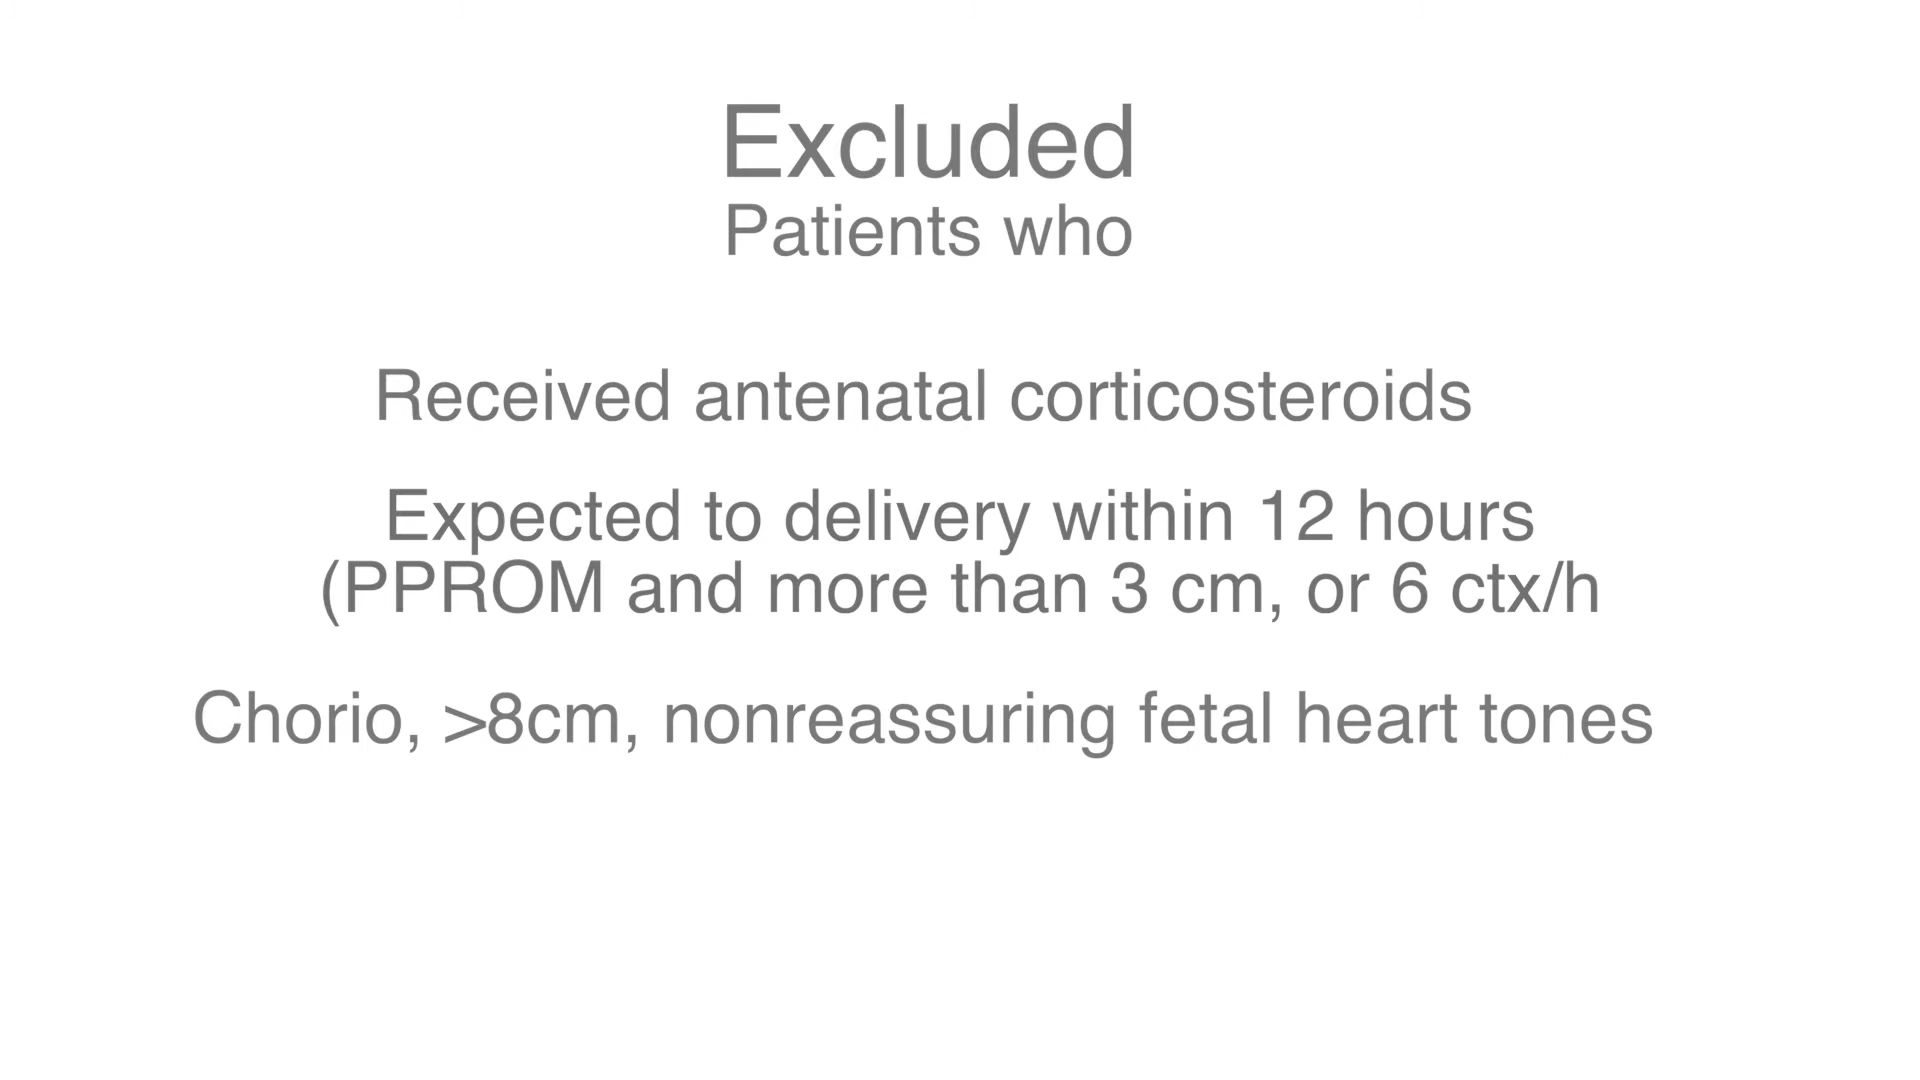 Excluded
Patients who
Received antenatal corticosteroids
Expected to delivery within 12 hours
(PPROM and more than 3 cm, or 6 ctx/h
Chorio, >8cm, nonreassuring fetal heart tones